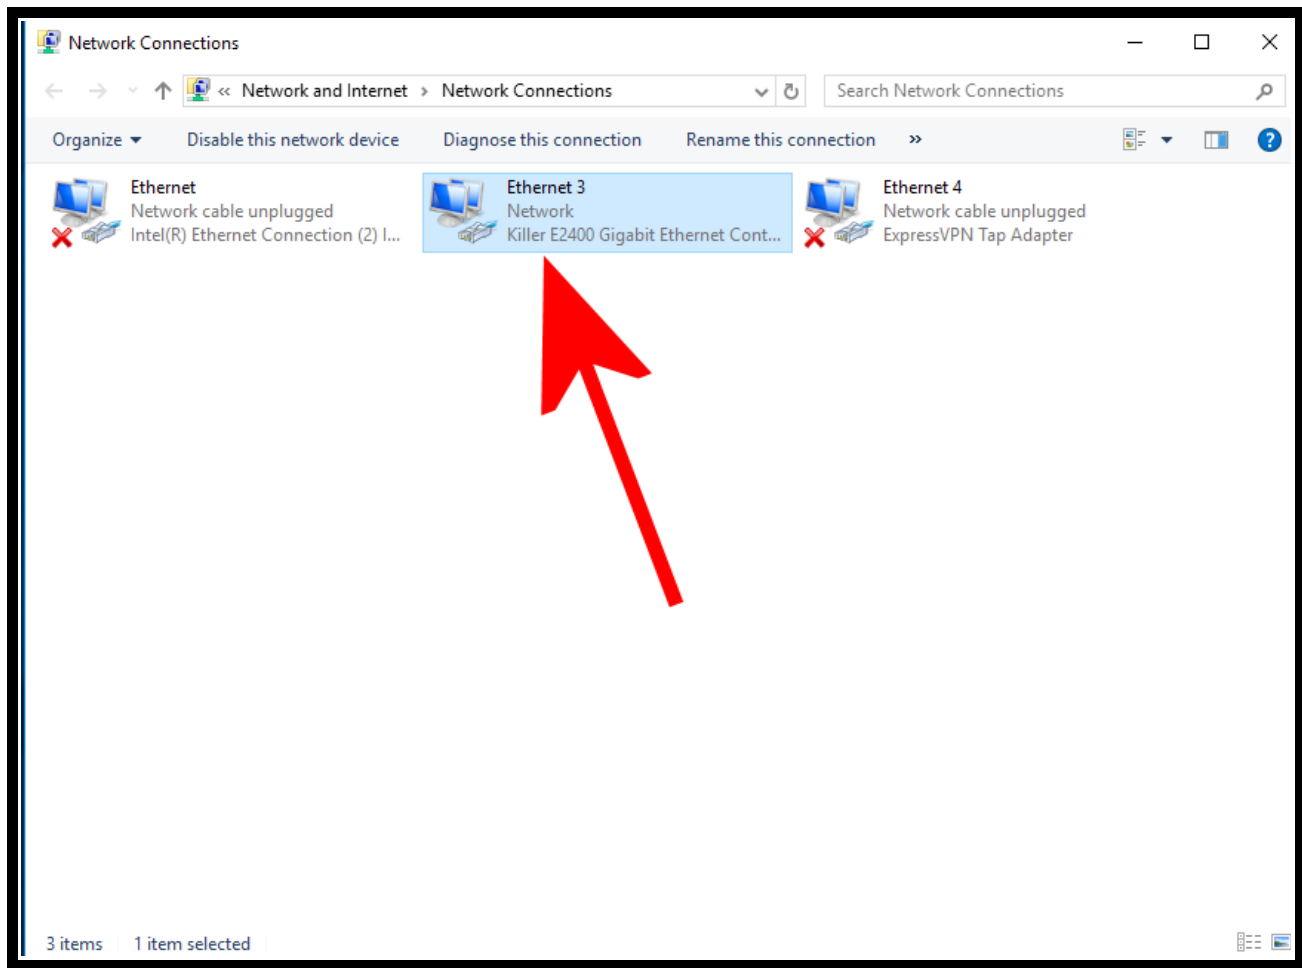 Network Connections
« Network and Internet › Network Connections
Search Network Connections
Organize Disable this network device Diagnose this connection Rename this connection »
?
Ethernet
Network cable unplugged
Intel(R) Ethernet Connection (2) I...
Ethernet 3
Network
Killer E2400 Gigabit Ethernet Cont...
Ethernet 4
Network cable unplugged
ExpressVPN Tap Adapter
3 items 1 item selected